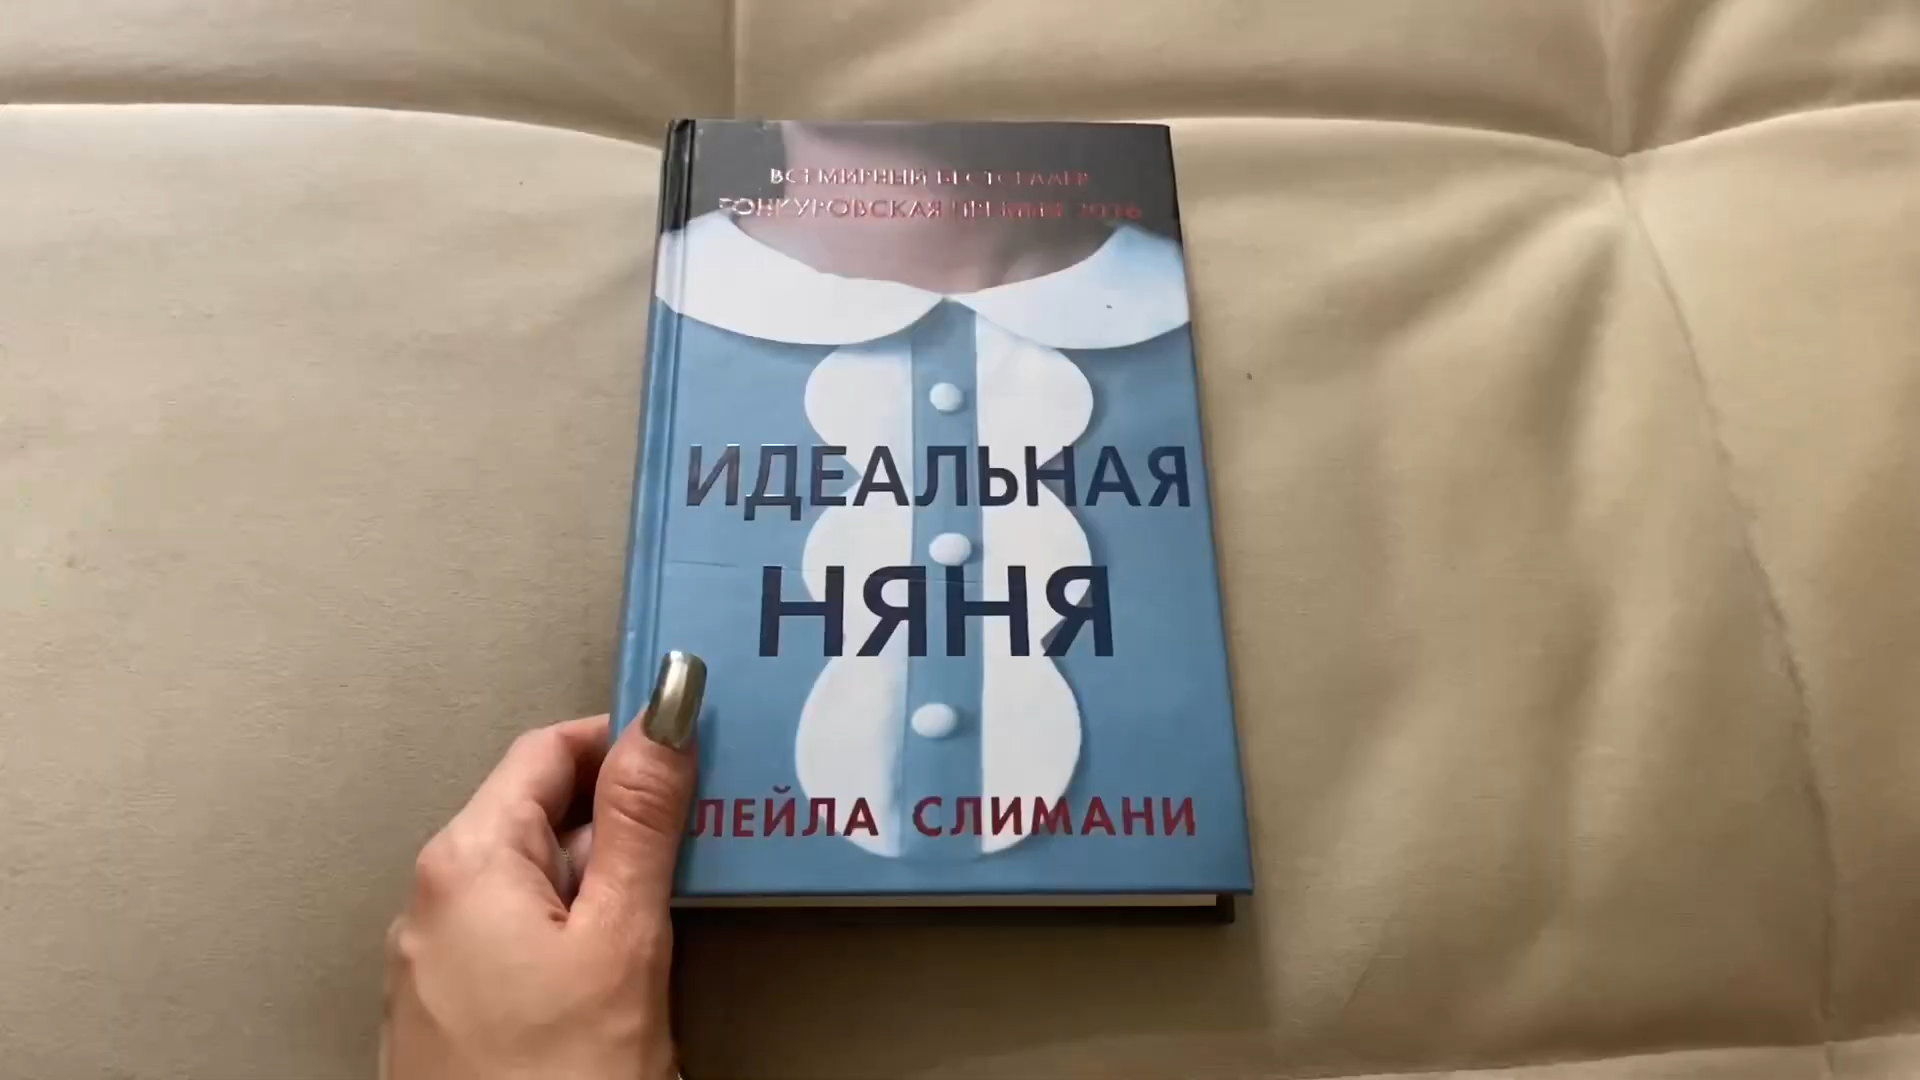 ВСЕМИРНЫЙ БЕСТСЕЛЛЕР
ГОНКУРОВСКАЯ ПРЕМИЯ 2016
ИДЕАЛЬНАЯ
НЯНЯ
ЛЕЙЛА СЛИМАНИ